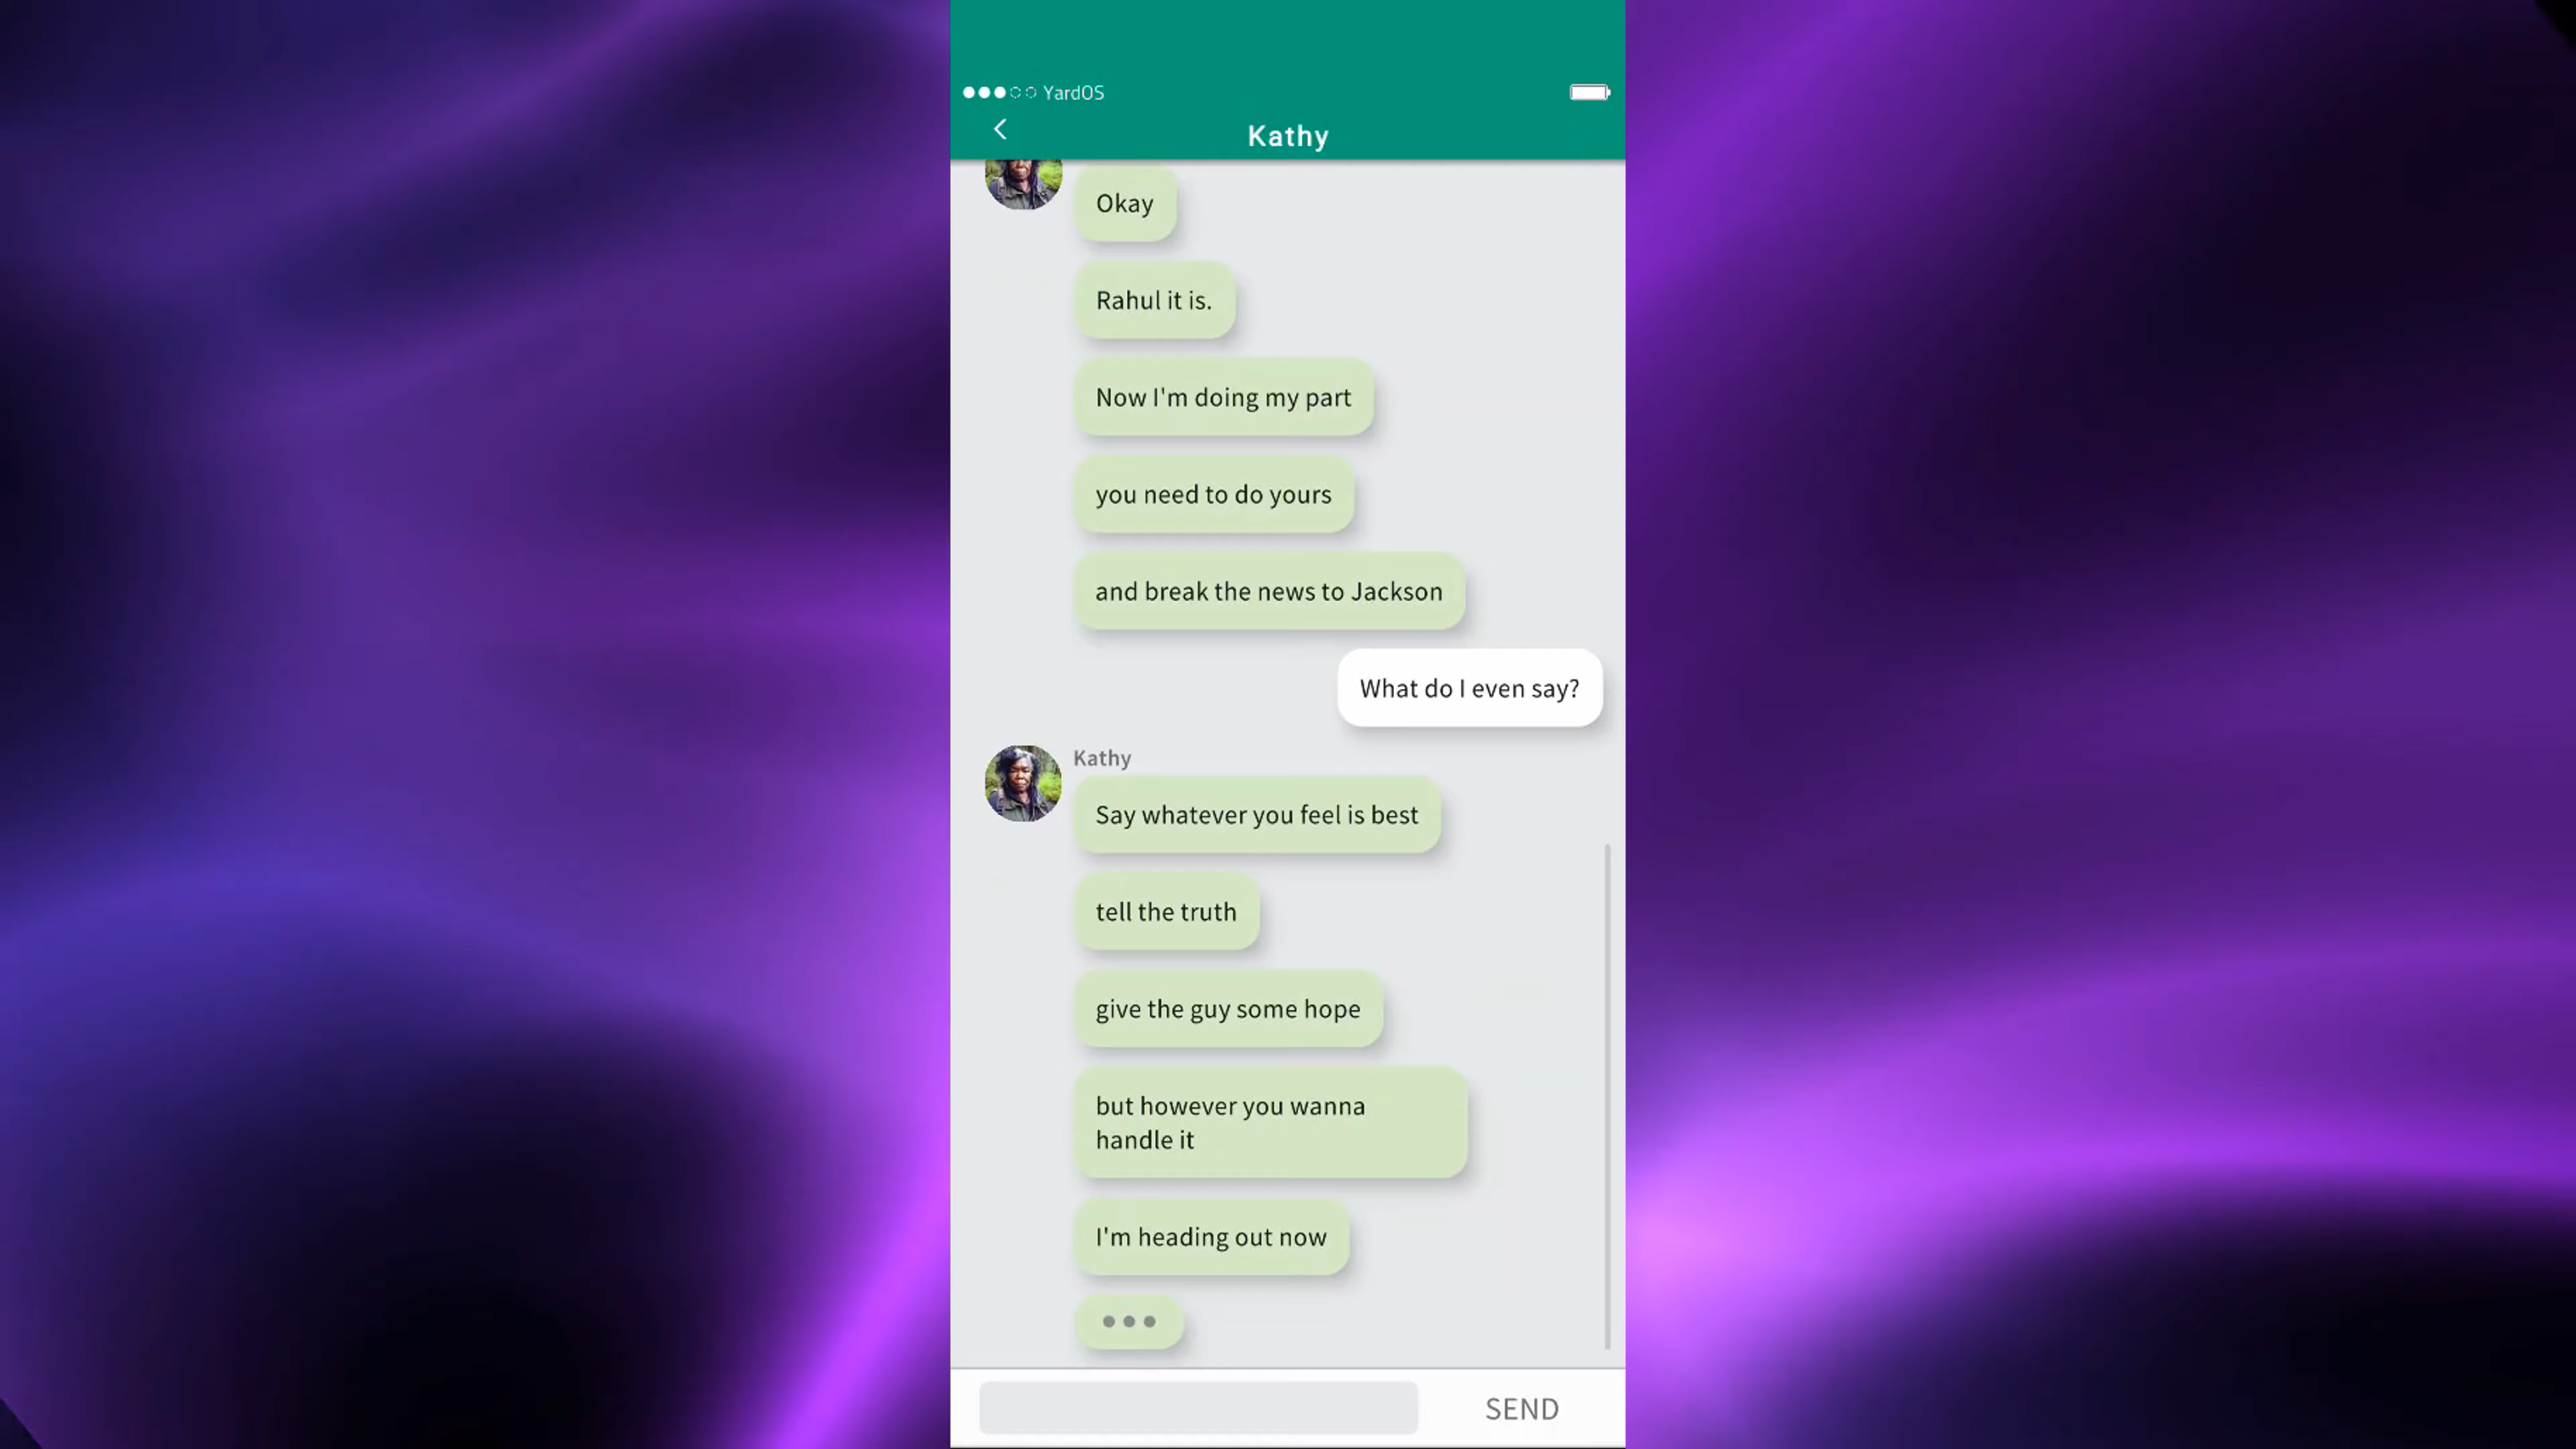 YardOS
Kathy
Okay
Rahul it is.
Now I'm doing my part
you need to do yours
and break the news to Jackson
What do I even say?
Kathy
Say whatever you feel is best
tell the truth
give the guy some hope
but however you wanna
handle it
I'm heading out now
SEND